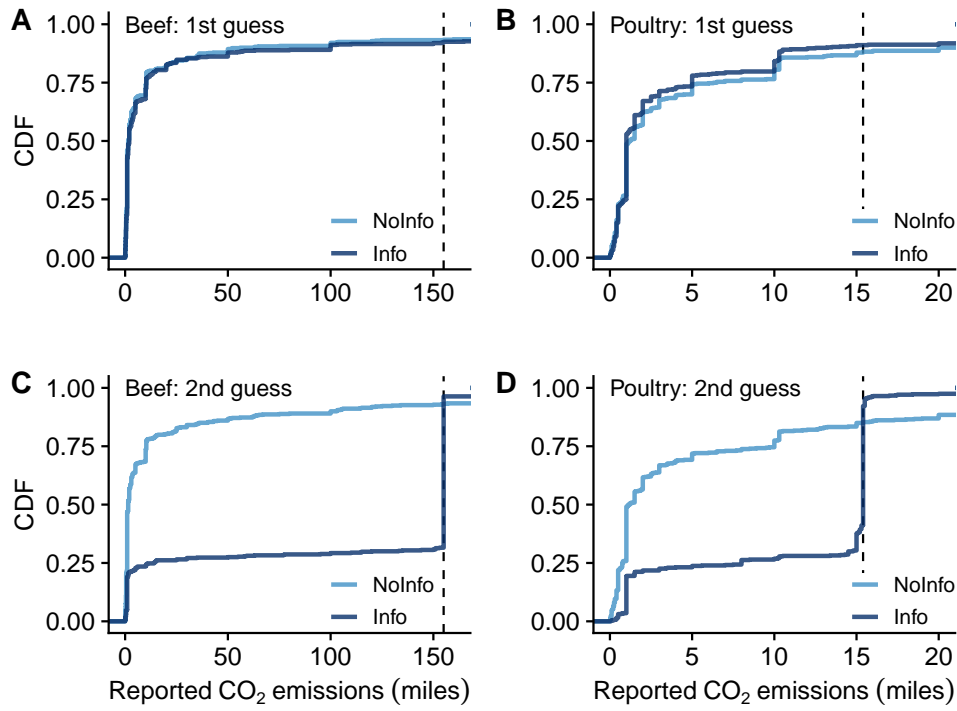 A
Beef: 1st guess
CDF
1.00
0.75
0.50
0.25
0.00
NoInfo
Info
0 50 100 150
B
Poultry: 1st guess
1.00
0.75
0.50
0.25
0.00
NoInfo
Info
0 5 10 15 20
C
Beef: 2nd guess
CDF
1.00
0.75
0.50
0.25
0.00
NoInfo
Info
0 50 100 150
Reported CO₂ emissions (miles)
D
Poultry: 2nd guess
1.00
0.75
0.50
0.25
0.00
NoInfo
Info
0 5 10 15 20
Reported CO₂ emissions (miles)